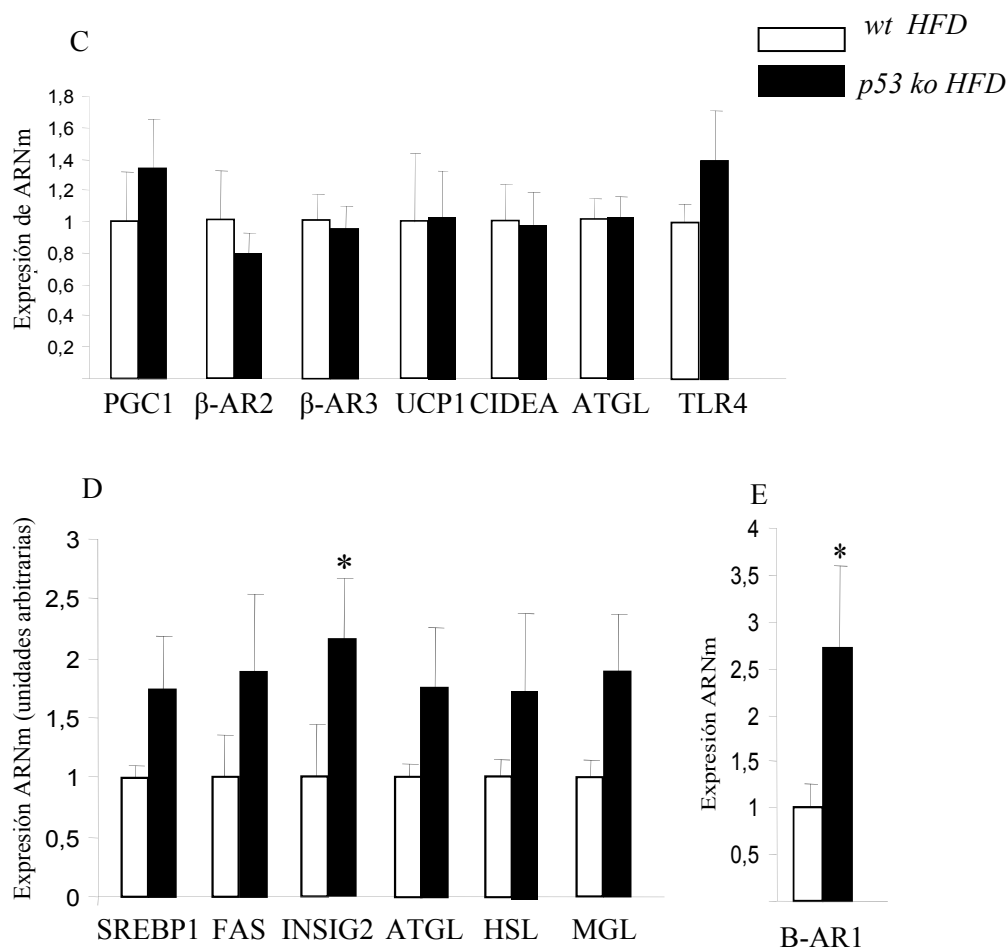 C
wt HFD
p53 ko HFD
Expresión de ARNm
1,8
1,6
1,4
1,2
1
0,8
0,6
0,4
0,2
PGC1 β-AR2 β-AR3 UCP1 CIDEA ATGL TLR4
D
Expresión ARNm (unidades arbitrarias)
3
2,5
2
1,5
1
0,5
0
*
SREBP1 FAS INSIG2 ATGL HSL MGL
E
Expresión ARNm
4
3,5
3
2,5
2
1,5
1
0,5
*
B-AR1